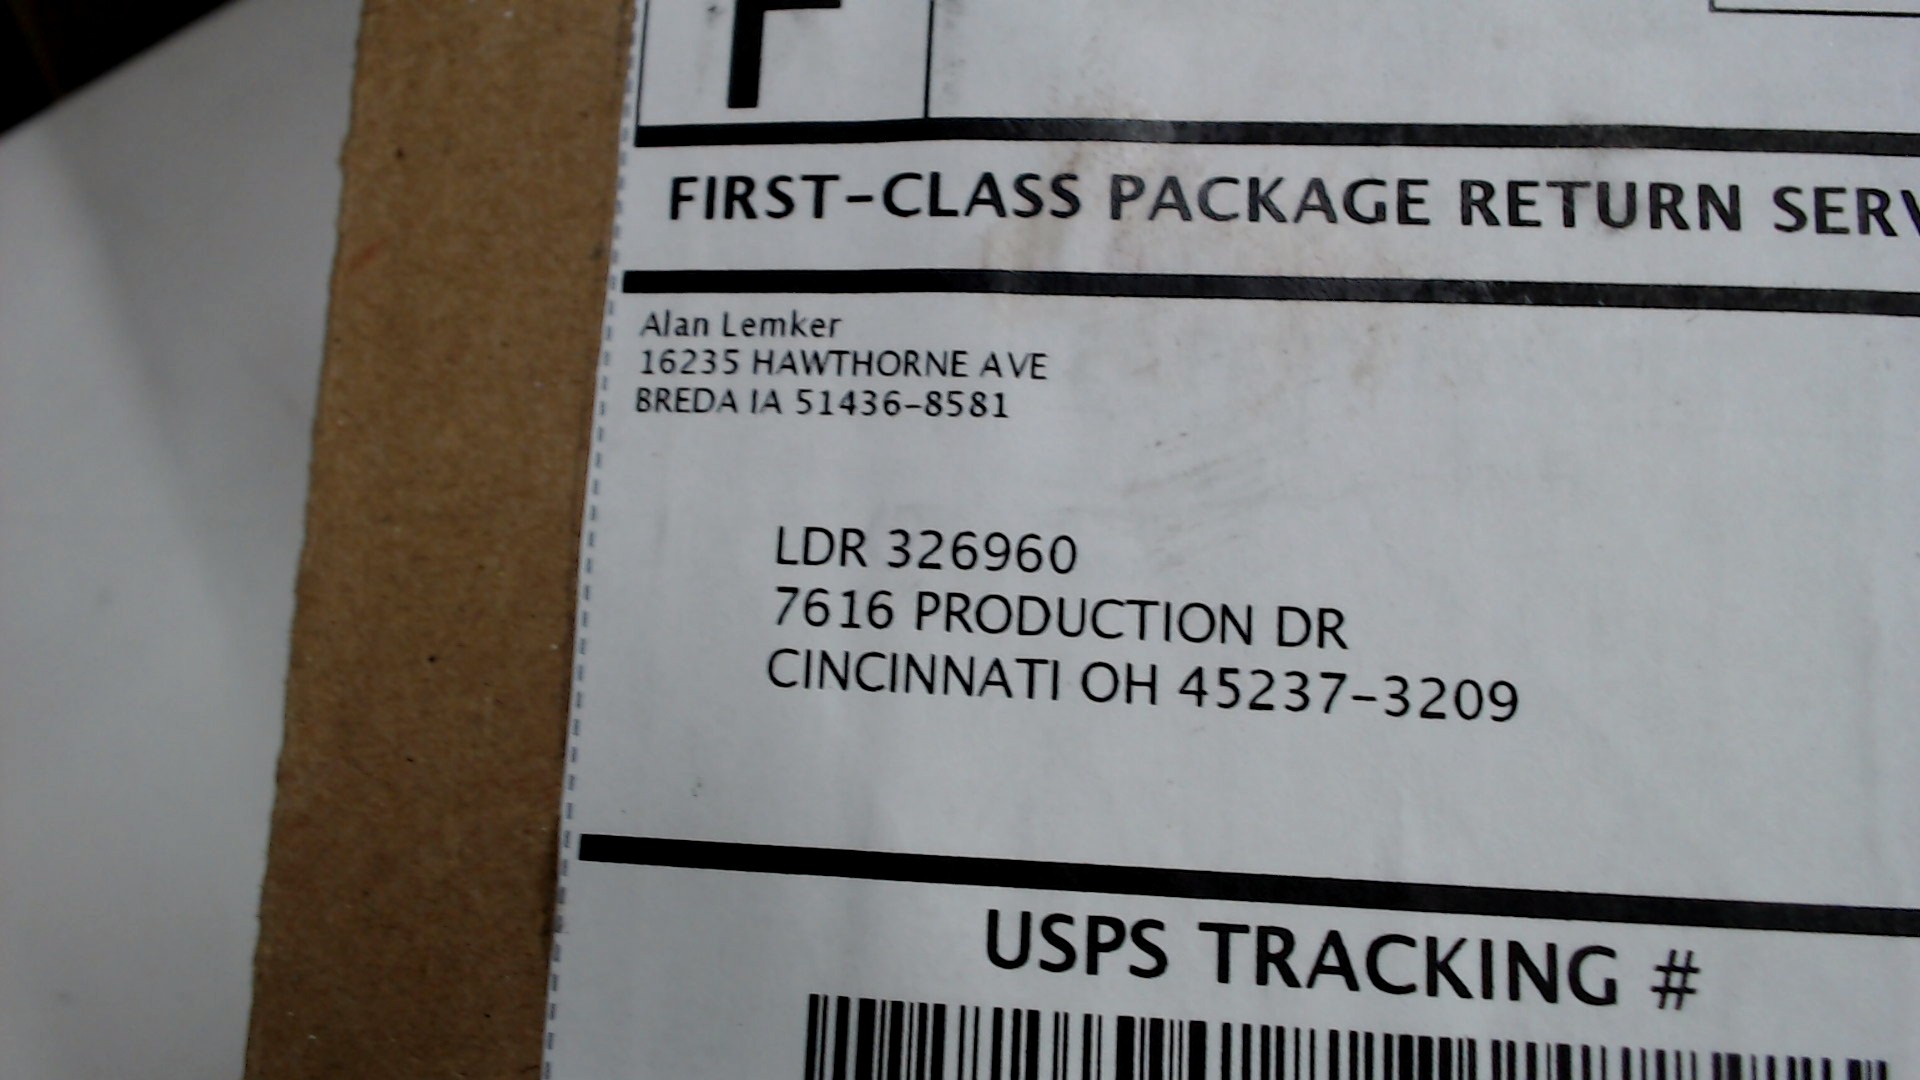 F
FIRST-CLASS PACKAGE RETURN SERV
Alan Lemker
16235 HAWTHORNE AVE
BREDA IA 51436-8581
LDR 326960
7616 PRODUCTION DR
CINCINNATI OH 45237-3209
USPS TRACKING #